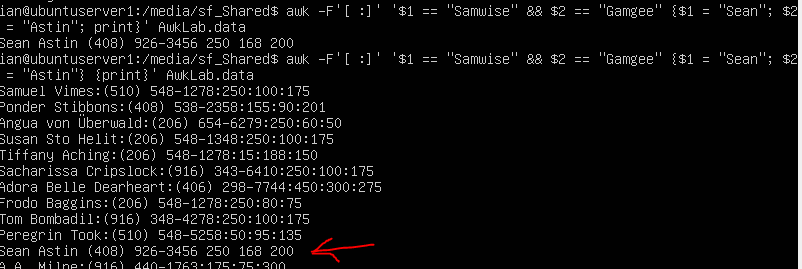 ian@ubuntuserver1:/media/sf_Shared$ awk -F'[ :]' '$1 == "Samwise" && $2 == "Gamgee" {$1 = "Sean"; $2
= "Astin"; print}' AwkLab.data
Sean Astin (408) 926-3456 250 168 200
ian@ubuntuserver1:/media/sf_Shared$ awk -F'[ :]' '$1 == "Samwise" && $2 == "Gamgee" {$1 = "Sean"; $2
= "Astin"} {print}' AwkLab.data
Samuel Vimes:(510) 548-1278:250:100:175
Ponder Stibbons:(408) 538-2358:155:90:201
Angua von Überwald:(206) 654-6279:250:60:50
Susan Sto Helit:(206) 548-1348:250:100:175
Tiffany Aching:(206) 548-1278:15:188:150
Sacharissa Cripslock:(916) 343-6410:250:100:175
Adora Belle Dearheart:(406) 298-7744:450:300:275
Frodo Baggins:(206) 548-1278:250:80:75
Tom Bombadil:(916) 348-4278:250:100:175
Peregrin Took:(510) 548-5258:50:95:135
Sean Astin (408) 926-3456 250 168 200
A.A. Milne:(916) 440-1763:175:75:300